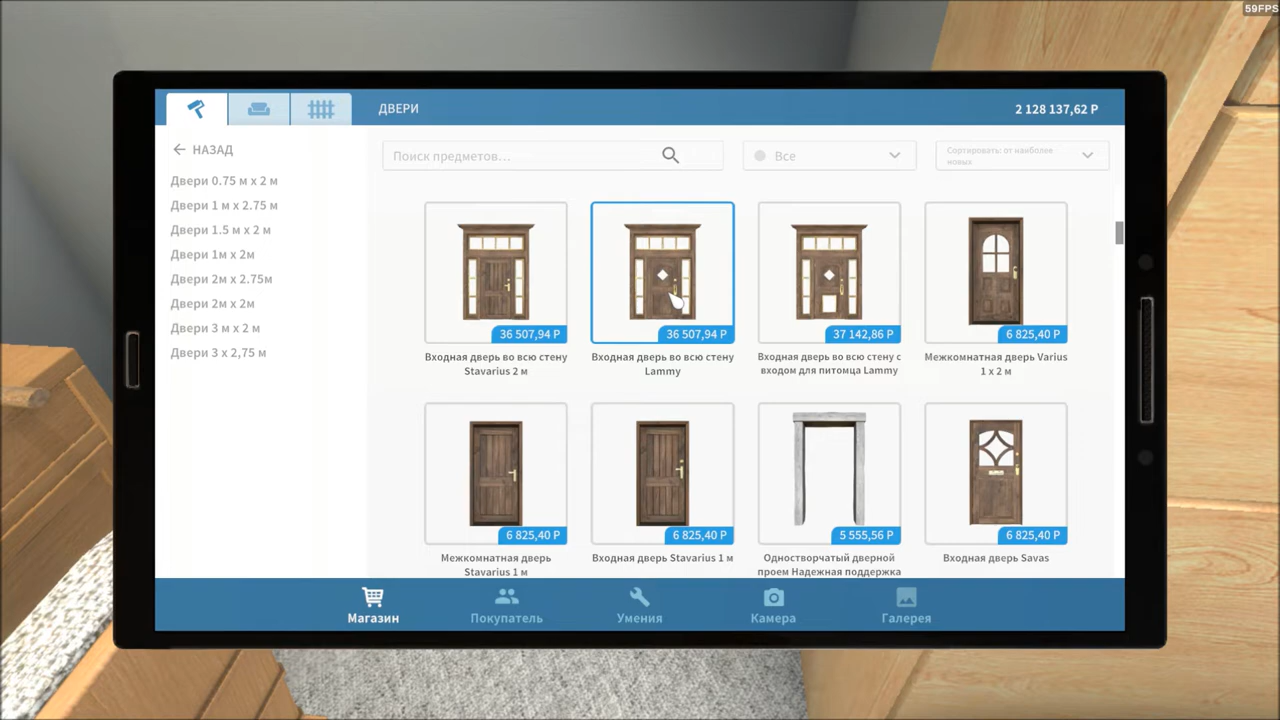 59FPS
ДВЕРИ
2 128 137,62 Р
НАЗАД
Двери 0.75 м x 2 м
Двери 1 м x 2.75 м
Двери 1.5 м x 2 м
Двери 1м x 2м
Двери 2м x 2.75м
Двери 2м x 2м
Двери 3 м x 2 м
Двери 3 x 2,75 м
Поиск предметов...
Все
Сортировать: от наиболее
новых
36 507,94 Р
Входная дверь во всю стену
Stavarius 2 м
36 507,94 Р
Входная дверь во всю стену
Lammy
37 142,86 Р
Входная дверь во всю стену с
входом для питомца Lammy
6 825,40 Р
Межкомнатная дверь Varius
1 x 2 м
6 825,40 Р
Межкомнатная дверь
Stavarius 1 м
6 825,40 Р
Входная дверь Stavarius 1 м
5 555,56 Р
Одностворчатый дверной
проем Надежная поддержка
6 825,40 Р
Входная дверь Savas
Магазин
Покупатель
Умения
Камера
Галерея